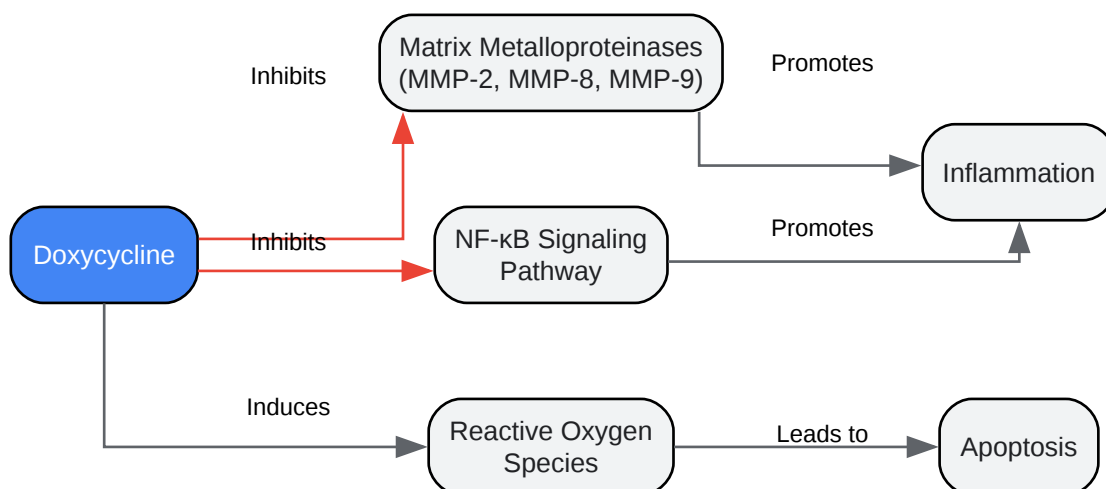 Matrix Metalloproteinases
(MMP-2, MMP-8, MMP-9)
Inhibits
Promotes
Inflammation
Doxycycline
Inhibits
NF-κB Signaling
Pathway
Promotes
Induces
Reactive Oxygen
Species
Leads to
Apoptosis